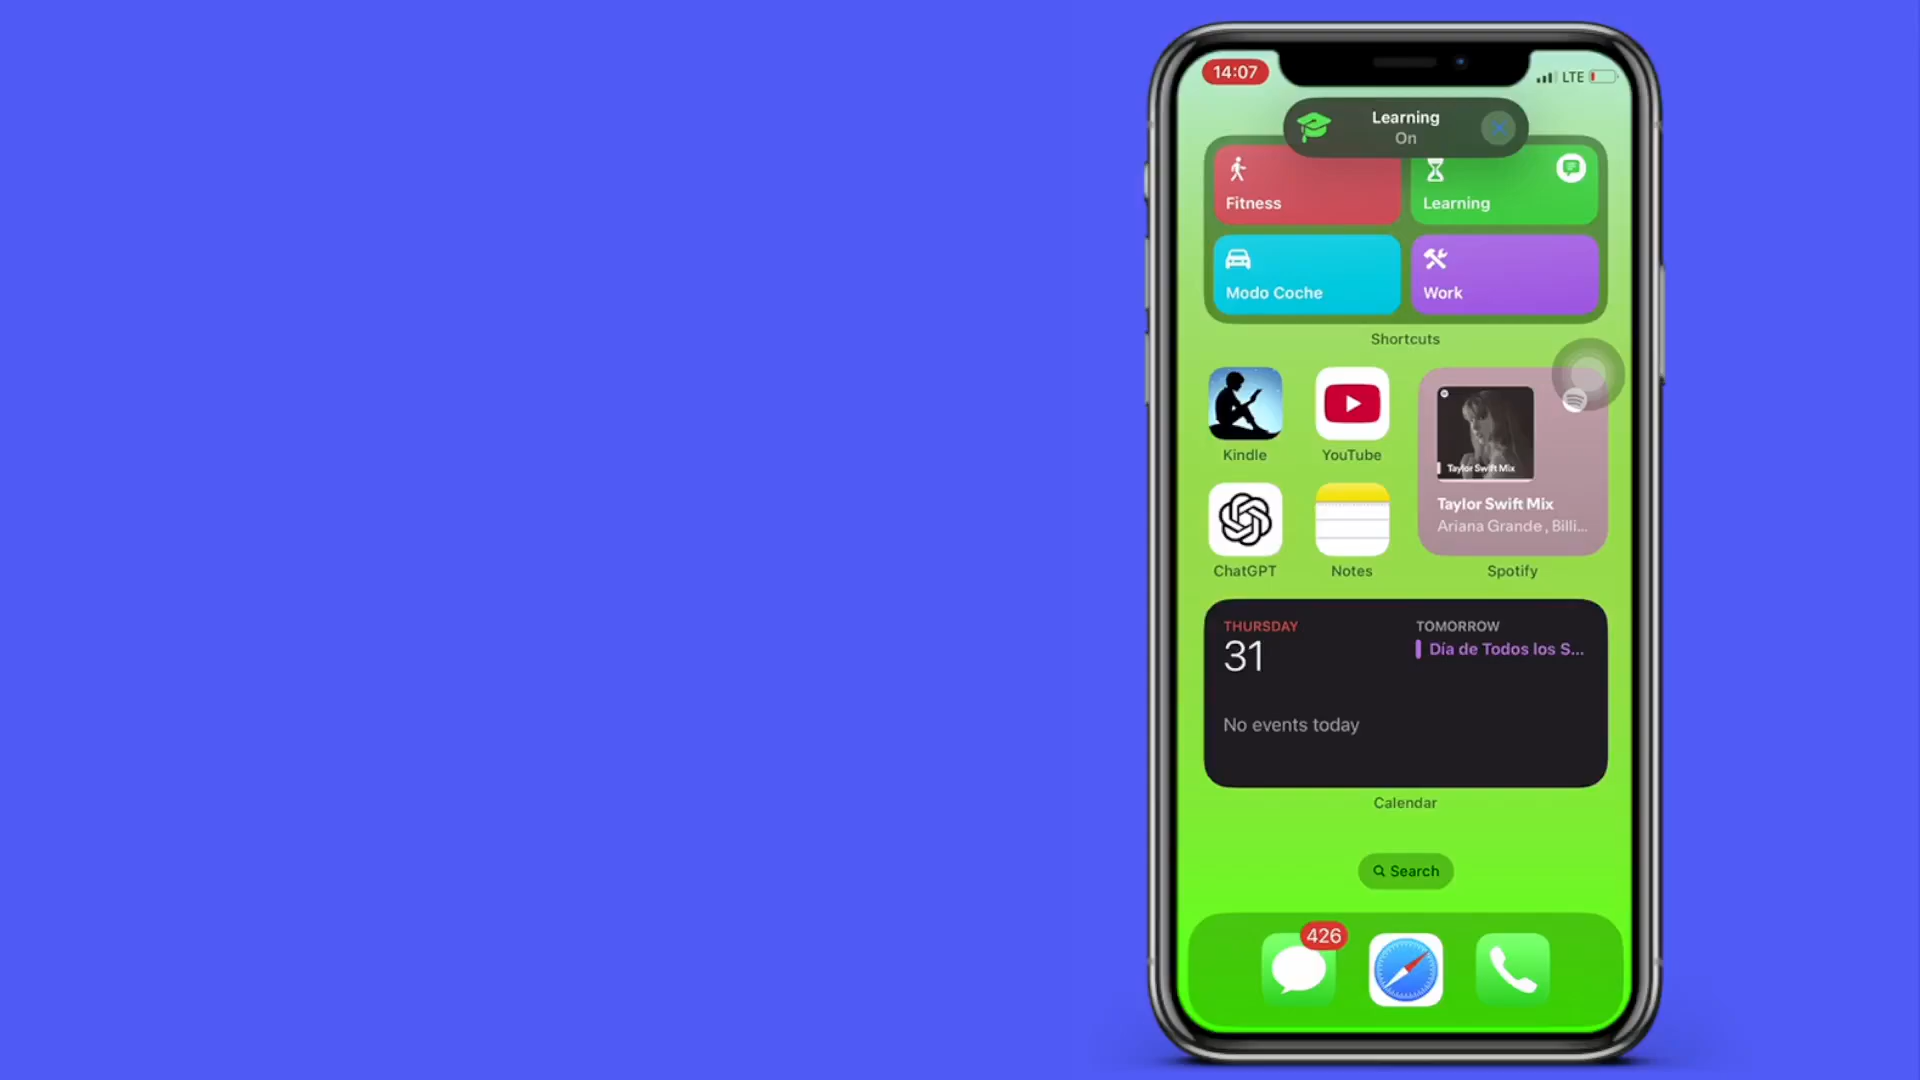 14:07
LTE
Learning
On
Fitness
Learning
Modo Coche
Work
Shortcuts
Kindle
YouTube
Taylor Swift Mix
Taylor Swift Mix
Ariana Grande, Billi...
ChatGPT
Notes
Spotify
THURSDAY
31
No events today
TOMORROW
Día de Todos los S...
Calendar
Search
426